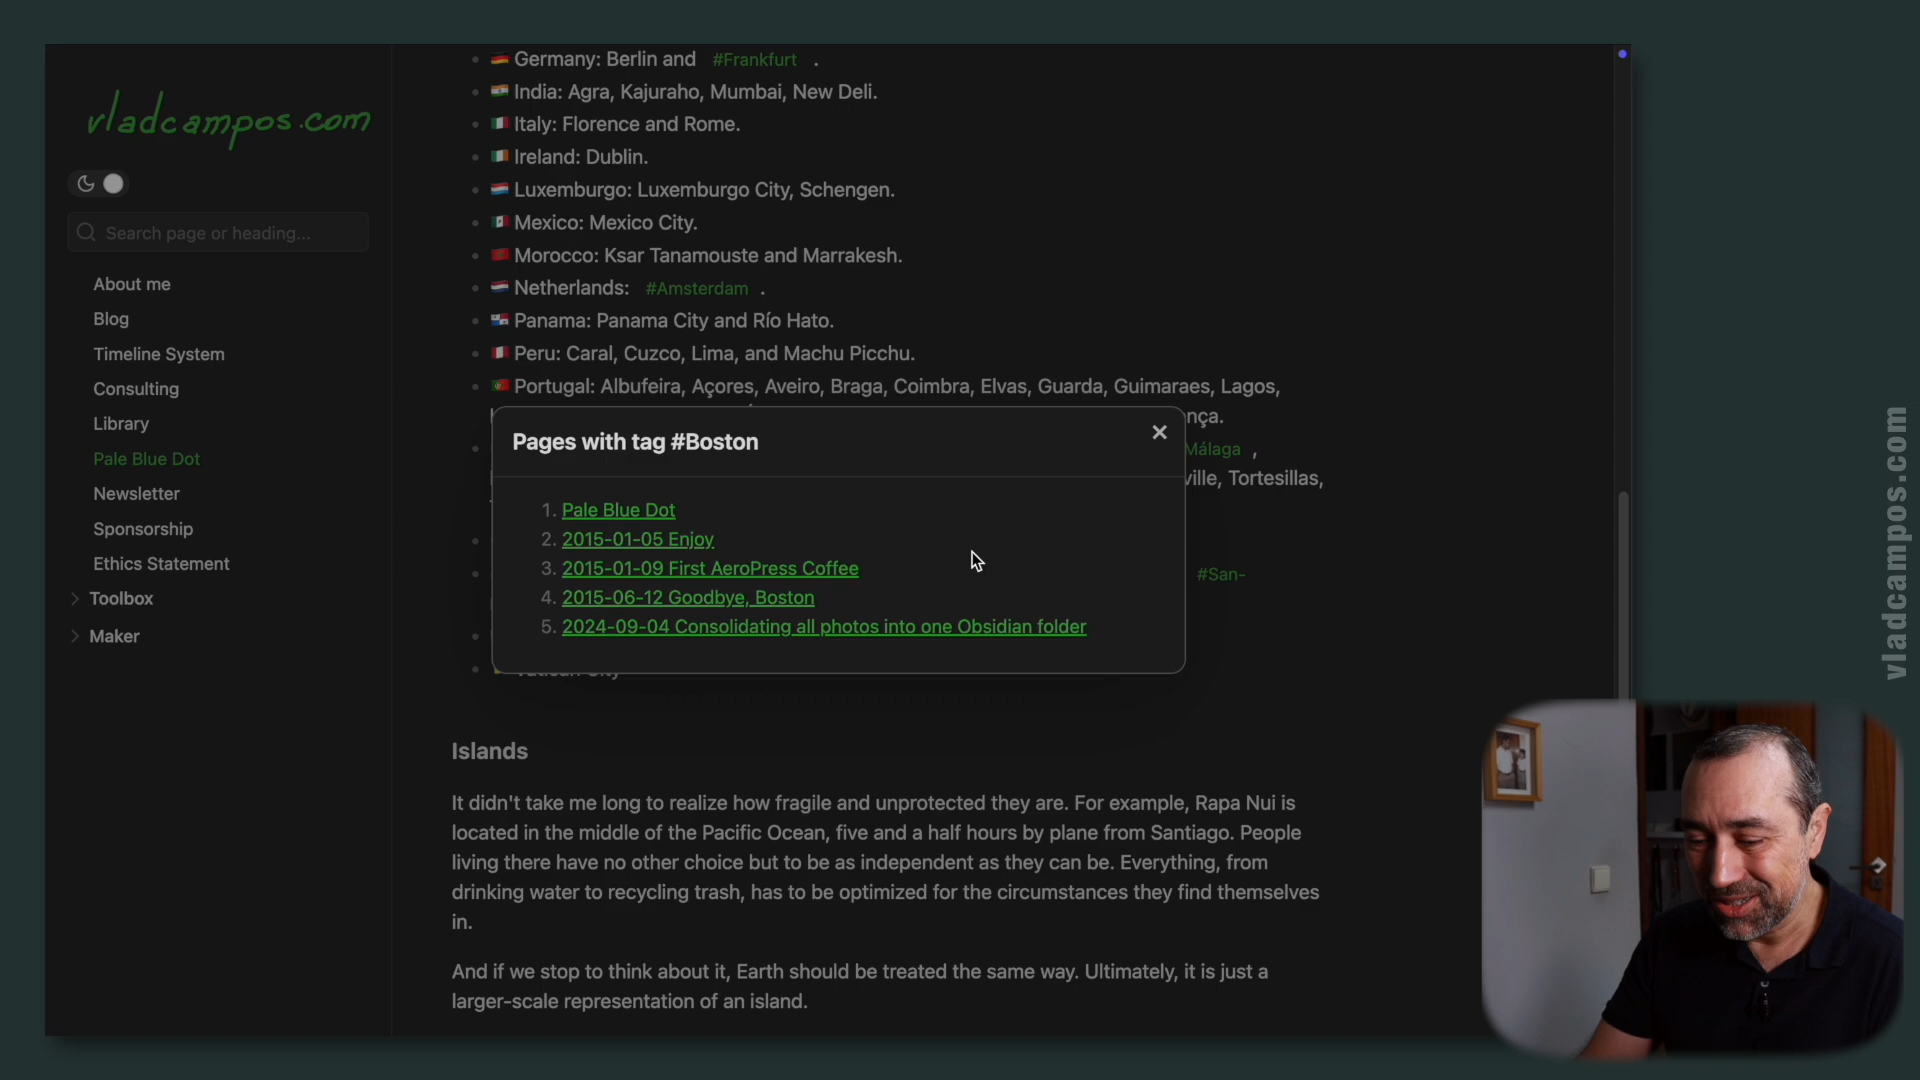 vladcampos.com
Search page or heading...
About me
Blog
Timeline System
Consulting
Library
Pale Blue Dot
Newsletter
Sponsorship
Ethics Statement
Toolbox
Maker
Germany: Berlin and #Frankfurt .
India: Agra, Kajuraho, Mumbai, New Deli.
Italy: Florence and Rome.
Ireland: Dublin.
Luxemburgo: Luxemburgo City, Schengen.
Mexico: Mexico City.
Morocco: Ksar Tanamouste and Marrakesh.
Netherlands: #Amsterdam .
Panama: Panama City and Río Hato.
Peru: Caral, Cuzco, Lima, and Machu Picchu.
Portugal: Albufeira, Açores, Aveiro, Braga, Coimbra, Elvas, Guarda, Guimaraes, Lagos,
nça.
Málaga ,
ville, Tortesillas,
#San-
Pages with tag #Boston
1. Pale Blue Dot
2. 2015-01-05 Enjoy
3. 2015-01-09 First AeroPress Coffee
4. 2015-06-12 Goodbye, Boston
5. 2024-09-04 Consolidating all photos into one Obsidian folder
Vatican City
Islands
It didn't take me long to realize how fragile and unprotected they are. For example, Rapa Nui is
located in the middle of the Pacific Ocean, five and a half hours by plane from Santiago. People
living there have no other choice but to be as independent as they can be. Everything, from
drinking water to recycling trash, has to be optimized for the circumstances they find themselves
in.
And if we stop to think about it, Earth should be treated the same way. Ultimately, it is just a
larger-scale representation of an island.
vladcampos.com